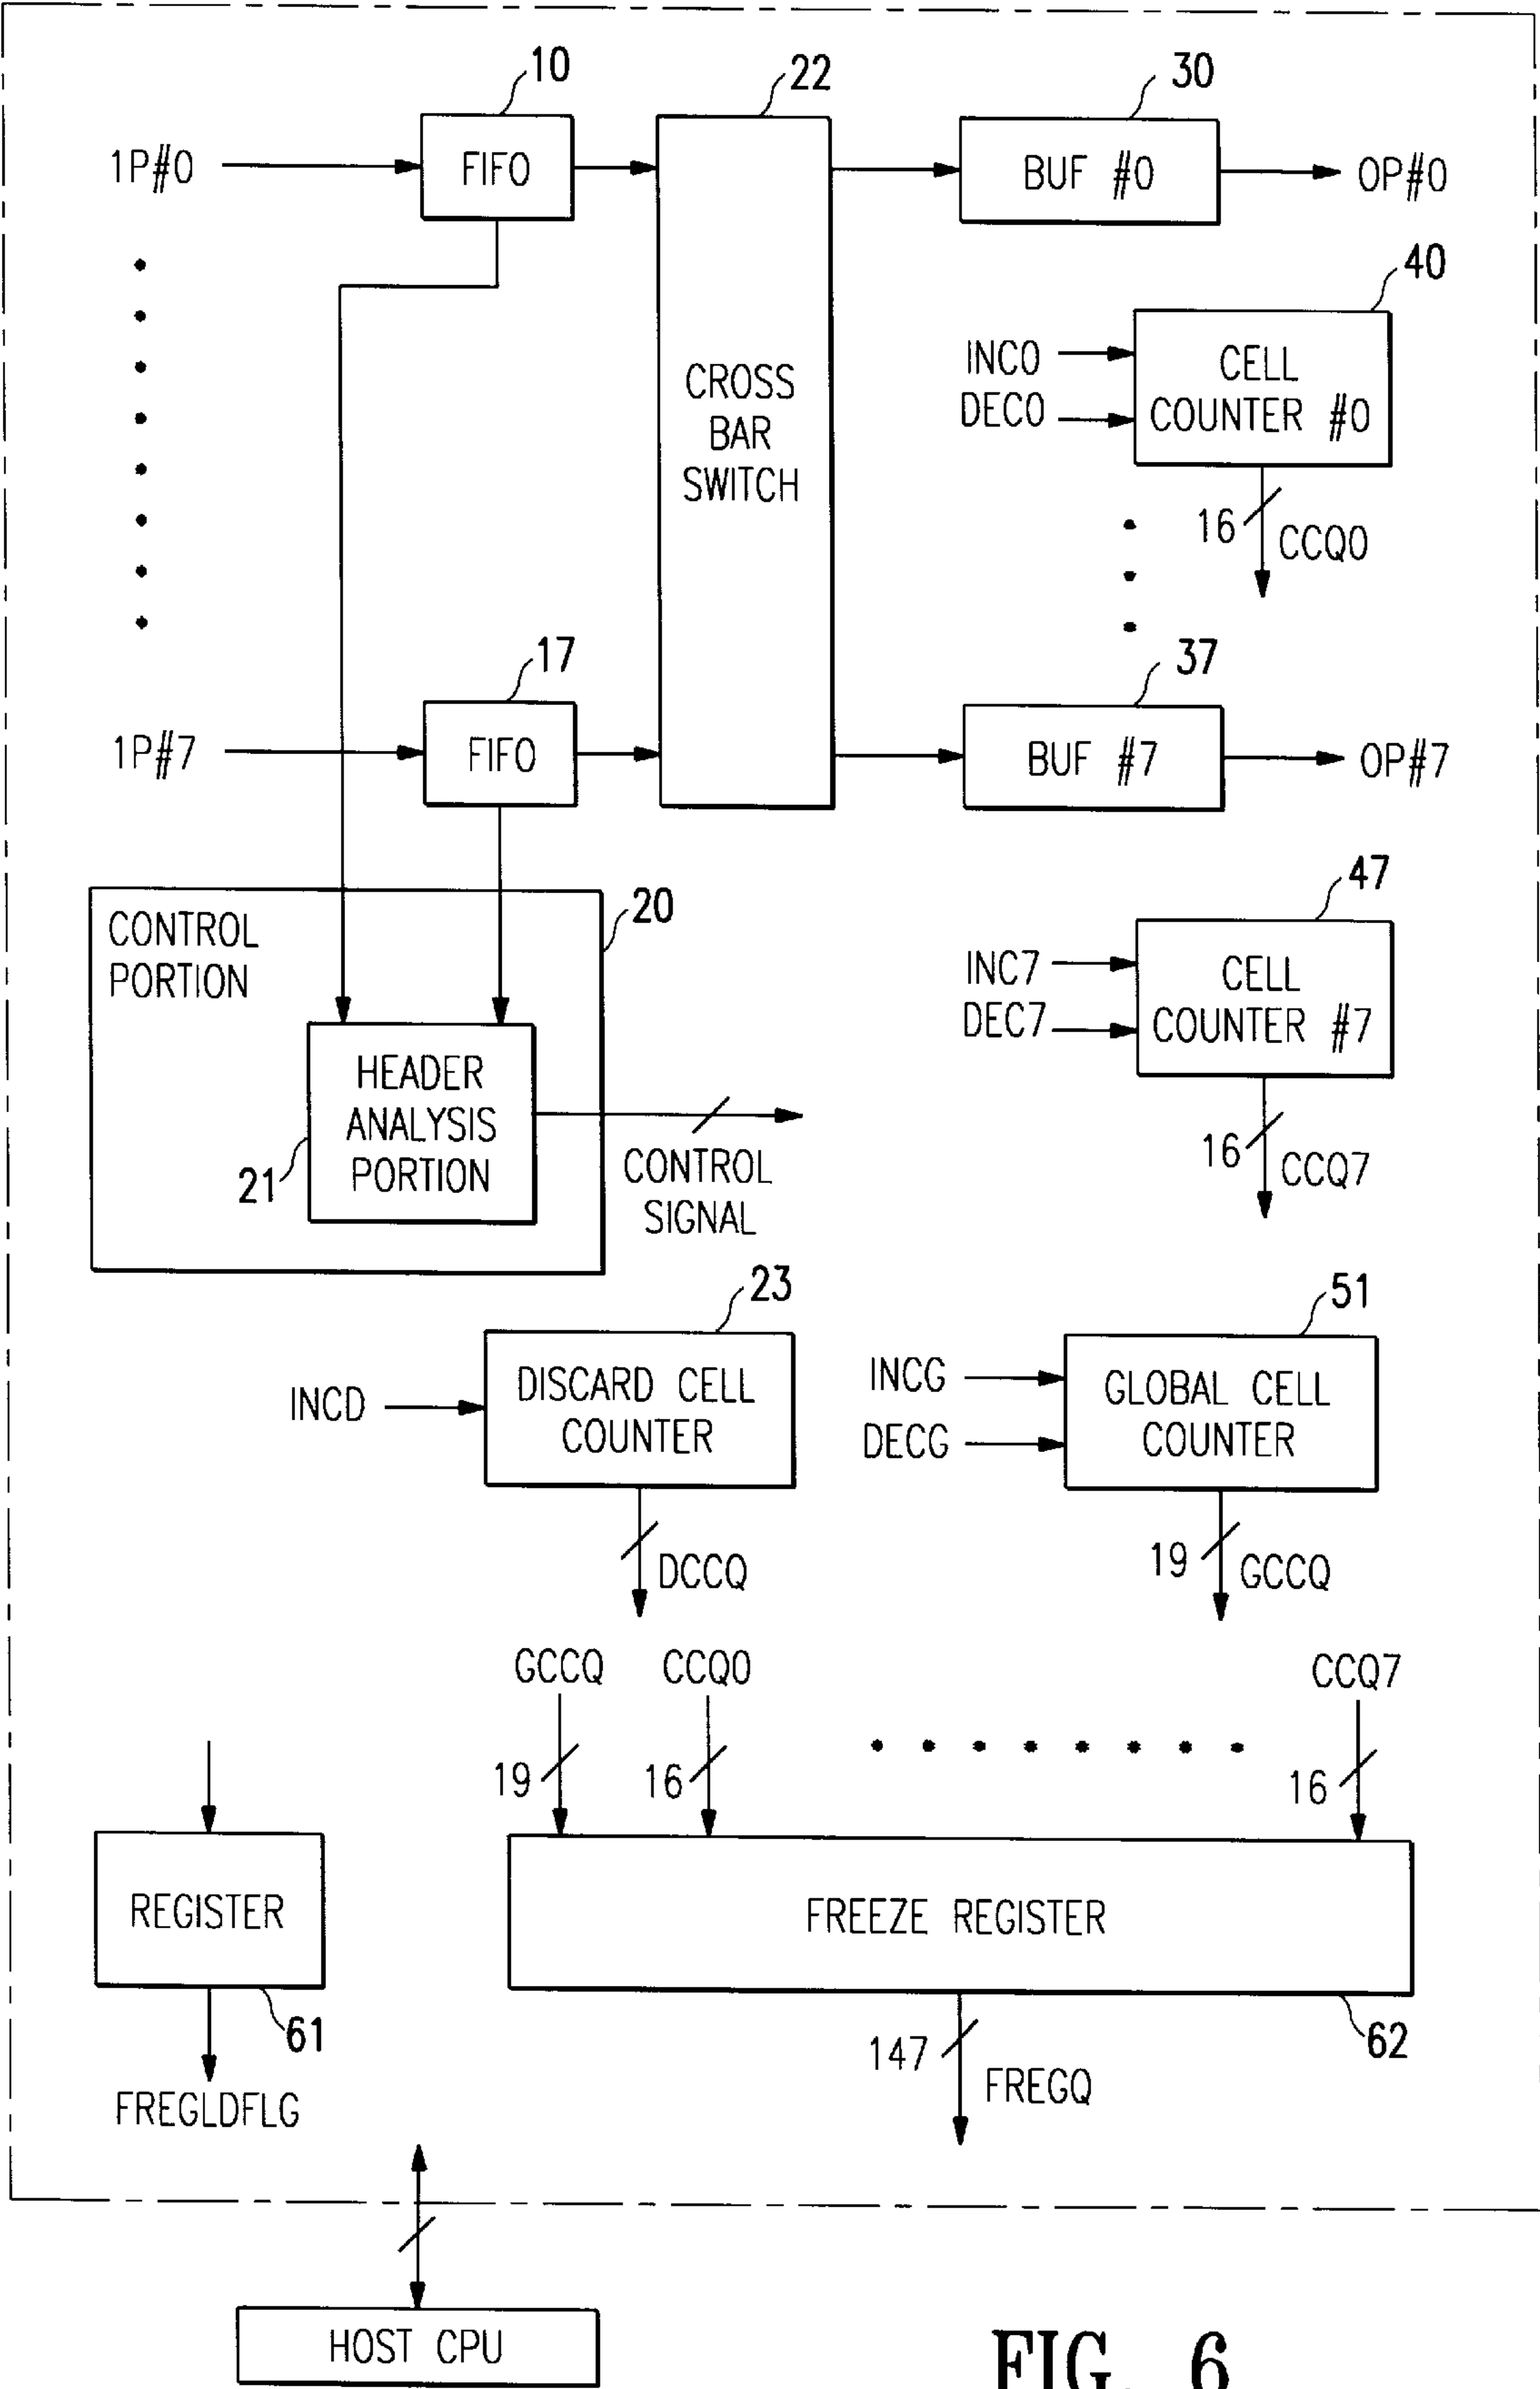 10
22
30
1P#0
FIFO
BUF #0
OP#0
40
INC0
DEC0
CELL
COUNTER #0
CROSS
BAR
SWITCH
16
CCQ0
17
37
1P#7
FIFO
BUF #7
OP#7
CONTROL
PORTION
20
47
INC7
DEC7
CELL
COUNTER #7
HEADER
ANALYSIS
PORTION
21
CONTROL
SIGNAL
16
CCQ7
23
51
INCD
DISCARD CELL
COUNTER
INCG
DECG
GLOBAL CELL
COUNTER
DCCQ
19
GCCQ
GCCQ
CCQ0
CCQ7
19
16
16
REGISTER
FREEZE REGISTER
61
62
147
FREGQ
FREGLDFLG
HOST CPU
FIG. 6